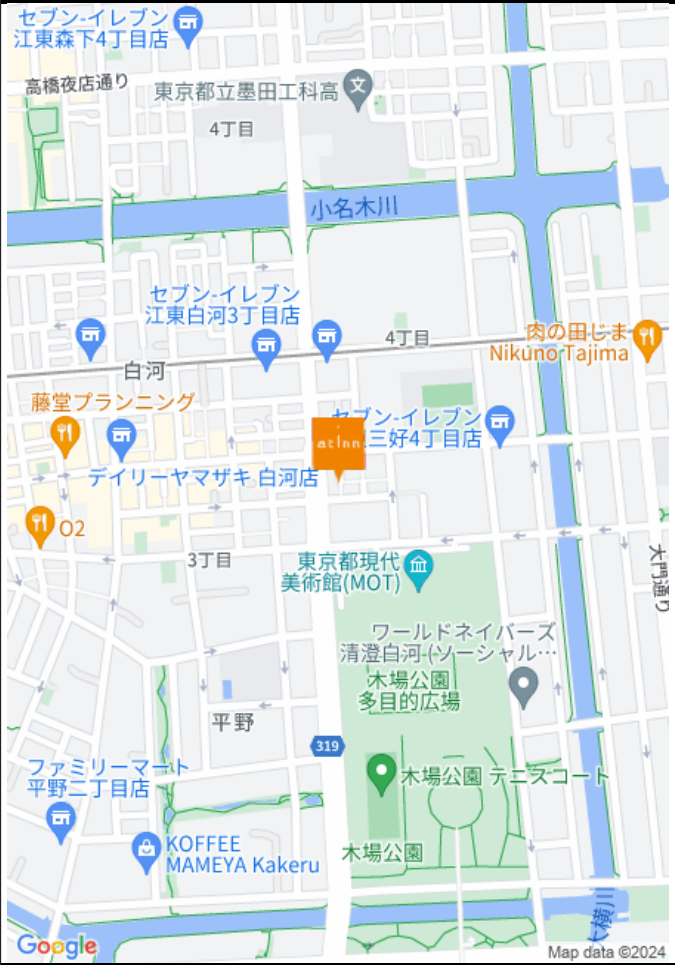 セブン-イレブン
江東森下4丁目店
高橋夜店通り
東京都立墨田工科高
4丁目
小名木川
セブン-イレブン
江東白河3丁目店
4丁目
肉の田じま
Nikuno Tajima
白河
藤堂プランニング
セブン-イレブン
三好4丁目店
at Inn
デイリーヤマザキ 白河店
O2
3丁目
東京都現代
美術館(MOT)
大門通り
ワールドネイバーズ
清澄白河 (ソーシャル…
木場公園
多目的広場
平野
319
ファミリーマート
平野二丁目店
木場公園 テニスコート
KOFFEE
MAMEYA Kakeru
木場公園
大横川
Google
Map data ©2024